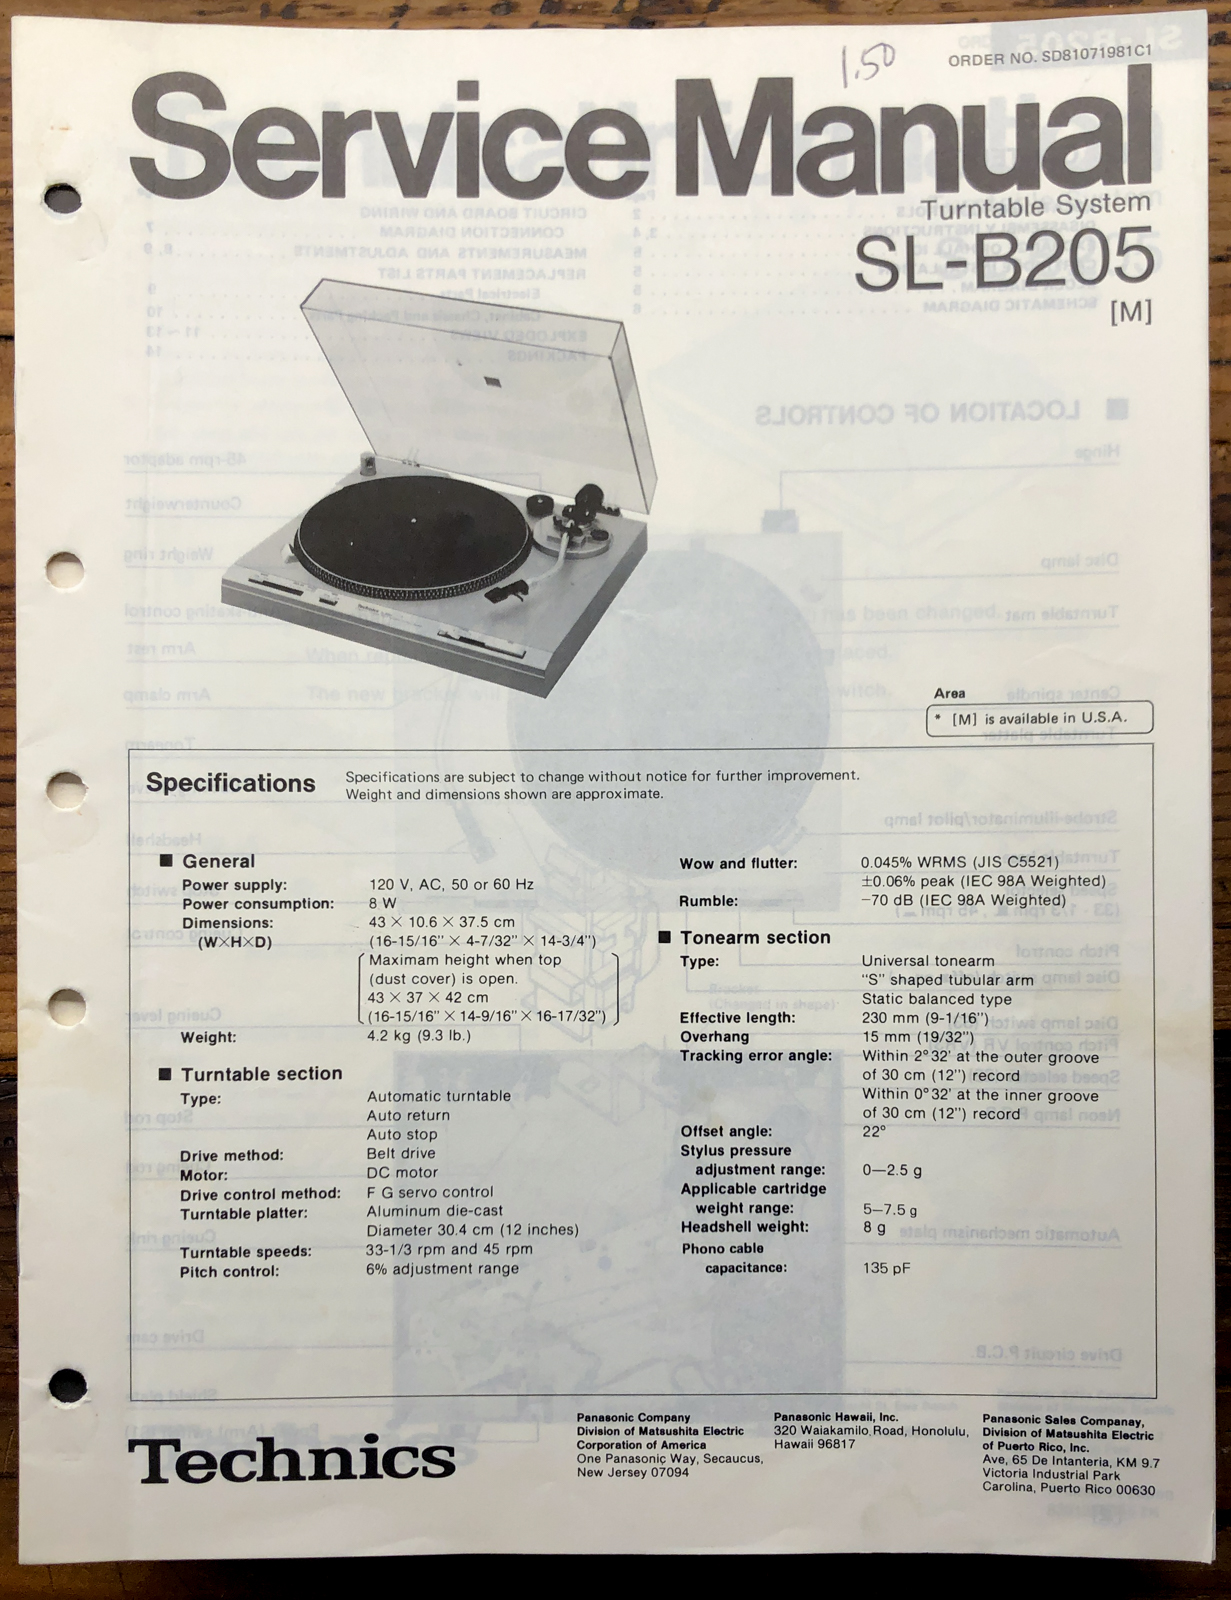 1.50
ORDER NO. SD81071981C1
Service Manual
Turntable System
SL-B205
[M]
Area
* [M] is available in U.S.A.
Specifications
Specifications are subject to change without notice for further improvement.
Weight and dimensions shown are approximate.
■ General
Power supply: 120 V, AC, 50 or 60 Hz
Power consumption: 8 W
Dimensions: 43 × 10.6 × 37.5 cm
(W×H×D) (16-15/16" × 4-7/32" × 14-3/4")
Maximam height when top
(dust cover) is open.
43 × 37 × 42 cm
(16-15/16" × 14-9/16" × 16-17/32")
Weight: 4.2 kg (9.3 lb.)
■ Turntable section
Type: Automatic turntable
Auto return
Auto stop
Drive method: Belt drive
Motor: DC motor
Drive control method: F G servo control
Turntable platter: Aluminum die-cast
Diameter 30.4 cm (12 inches)
Turntable speeds: 33-1/3 rpm and 45 rpm
Pitch control: 6% adjustment range
Wow and flutter: 0.045% WRMS (JIS C5521)
±0.06% peak (IEC 98A Weighted)
Rumble: −70 dB (IEC 98A Weighted)
■ Tonearm section
Type: Universal tonearm
"S" shaped tubular arm
Static balanced type
Effective length: 230 mm (9-1/16")
Overhang 15 mm (19/32")
Tracking error angle: Within 2°32' at the outer groove
of 30 cm (12") record
Within 0°32' at the inner groove
of 30 cm (12") record
Offset angle: 22°
Stylus pressure
adjustment range: 0—2.5 g
Applicable cartridge
weight range: 5–7.5 g
Headshell weight: 8 g
Phono cable
capacitance: 135 pF
Technics
Panasonic Company
Division of Matsushita Electric
Corporation of America
One Panasonic Way, Secaucus,
New Jersey 07094
Panasonic Hawaii, Inc.
320 Waiakamilo Road, Honolulu,
Hawaii 96817
Panasonic Sales Companay,
Division of Matsushita Electric
of Puerto Rico, Inc.
Ave, 65 De Intanteria, KM 9.7
Victoria Industrial Park
Carolina, Puerto Rico 00630